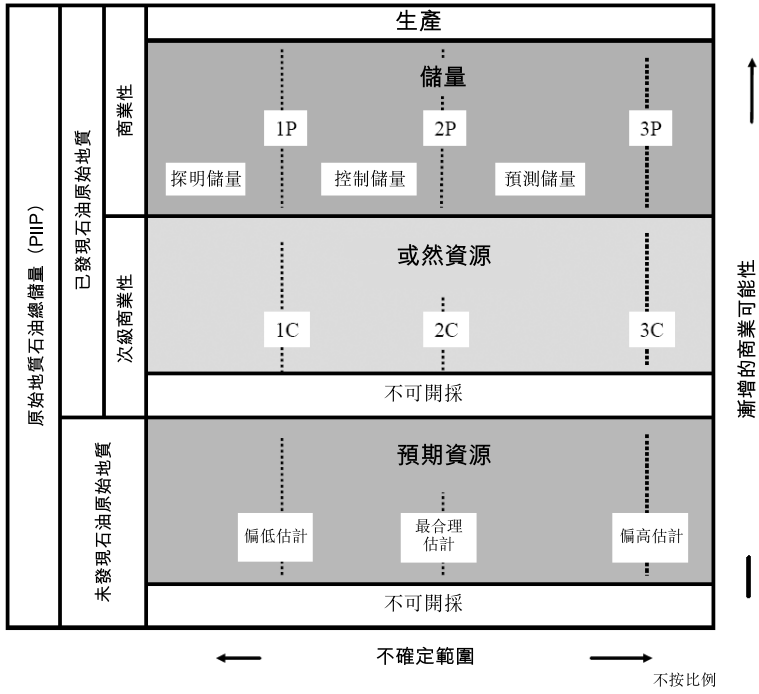 生產
儲量
1P
2P
3P
探明儲量
控制儲量
預測儲量
或然資源
1C
2C
3C
不可開採
預期資源
偏低估計
最合理
估計
偏高估計
不可開採
原始地質石油總儲量（PIIP）
已發現石油原始地質
未發現石油原始地質
商業性
次級商業性
漸增的商業可能性
不確定範圍
不按比例